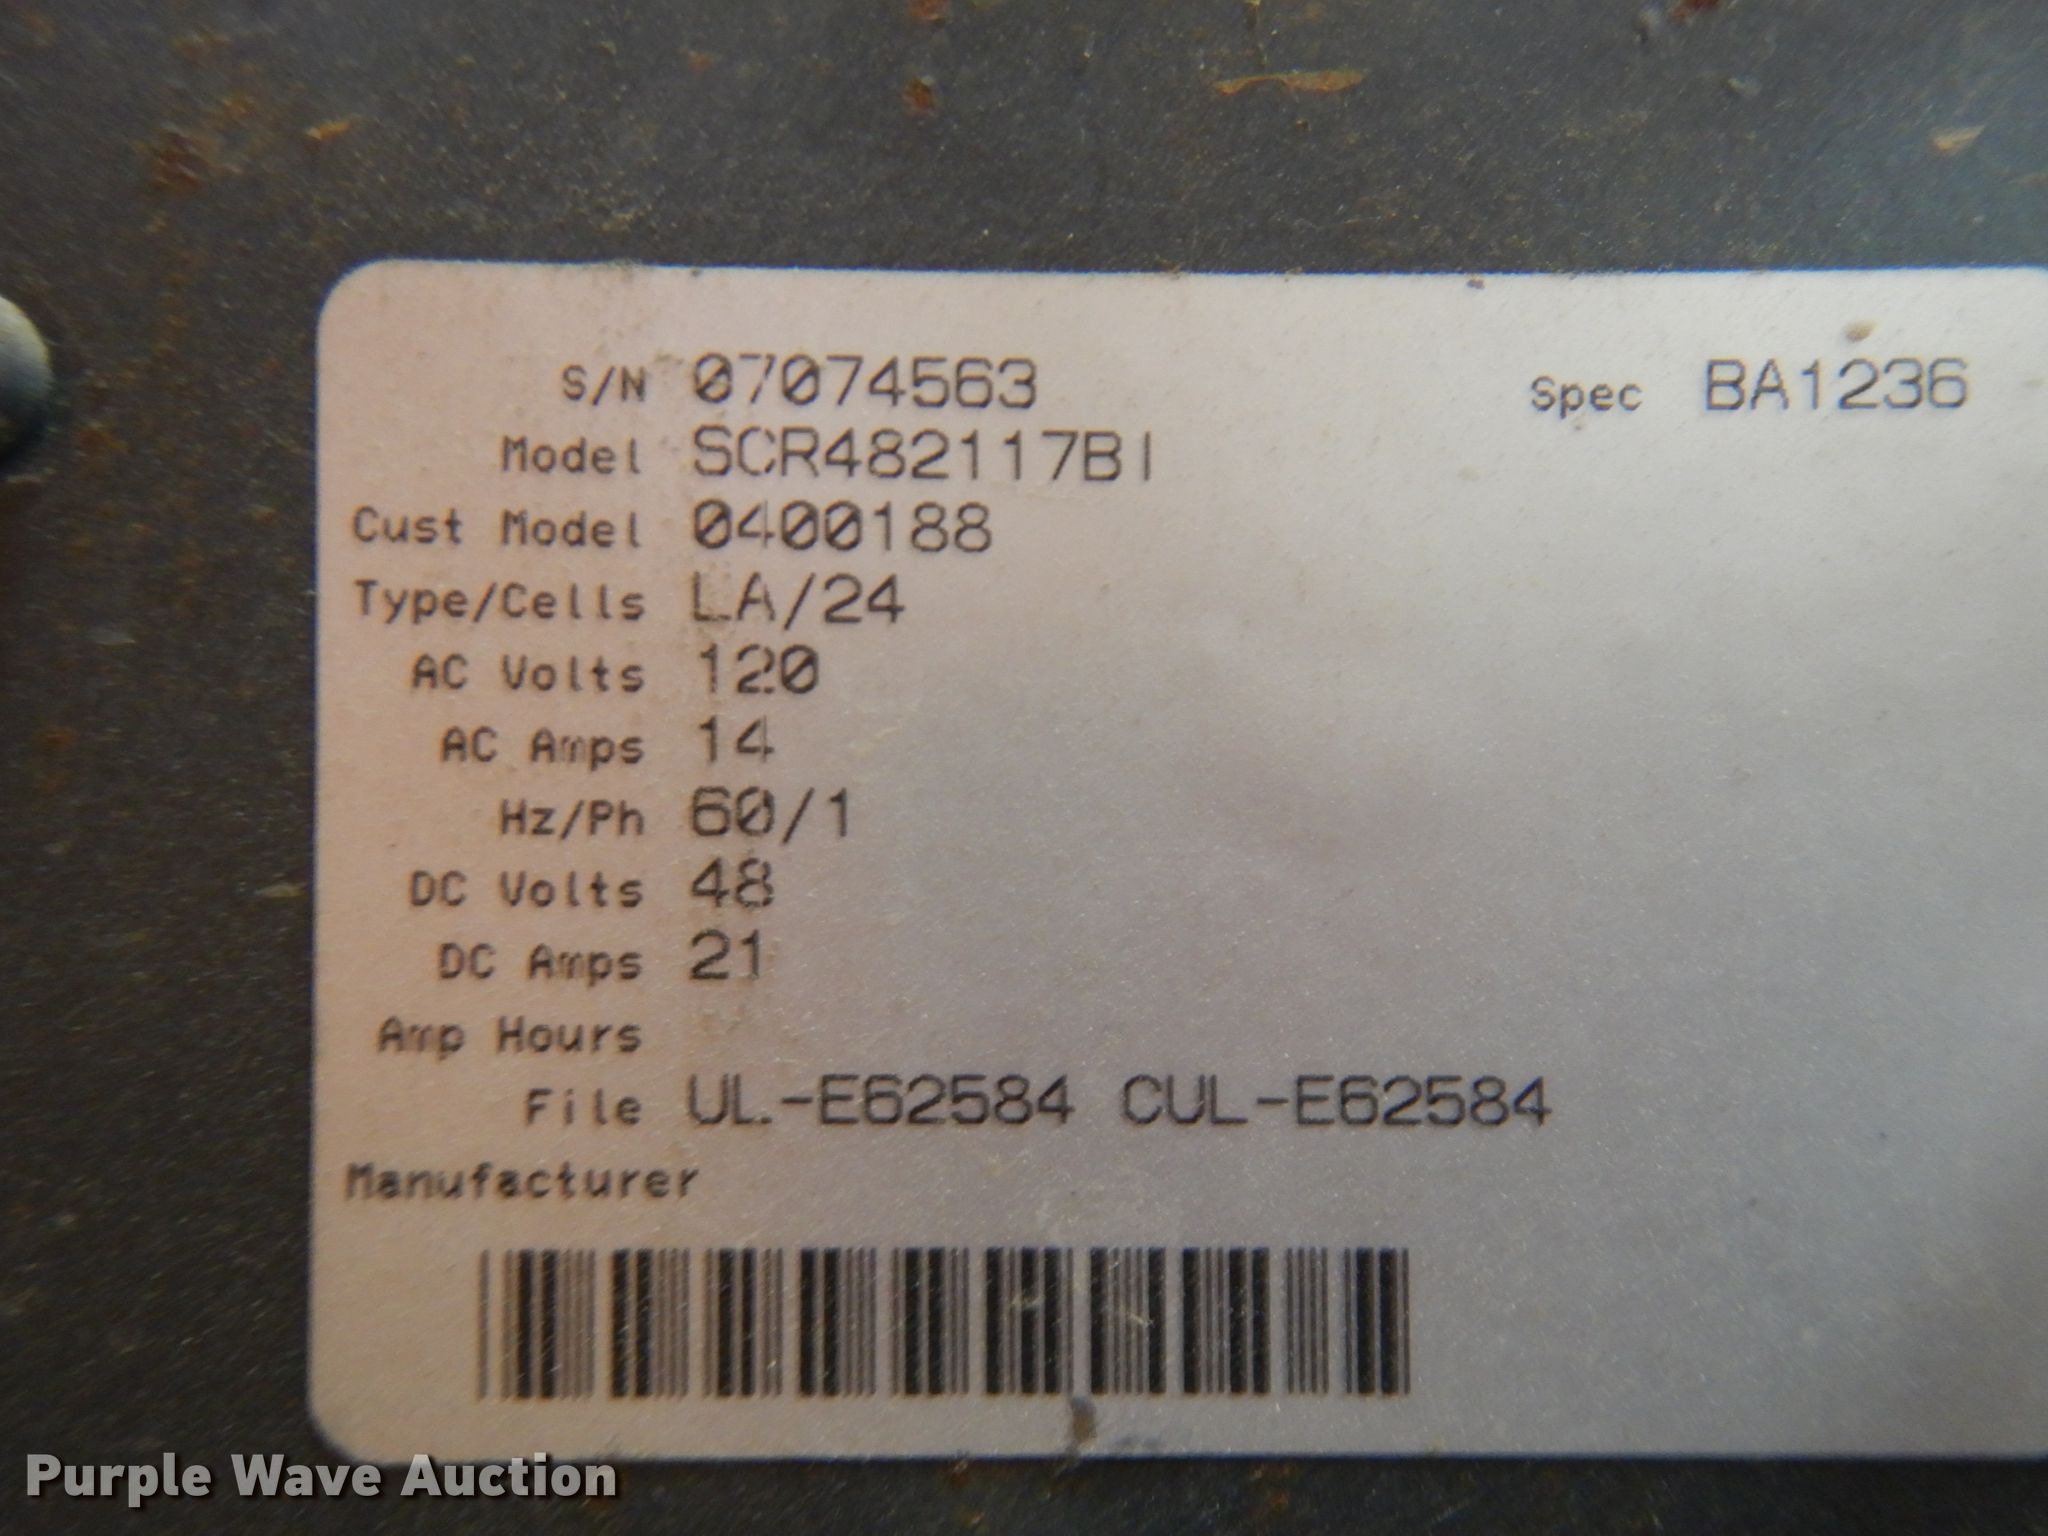 S/N 07074563 Spec BA1236
Model SCR482117BI
Cust Model 0400188
Type/Cells LA/24
AC Volts 120
AC Amps 14
Hz/Ph 60/1
DC Volts 48
DC Amps 21
Amp Hours
File UL-E62584 CUL-E62584
Manufacturer
Purple Wave Auction